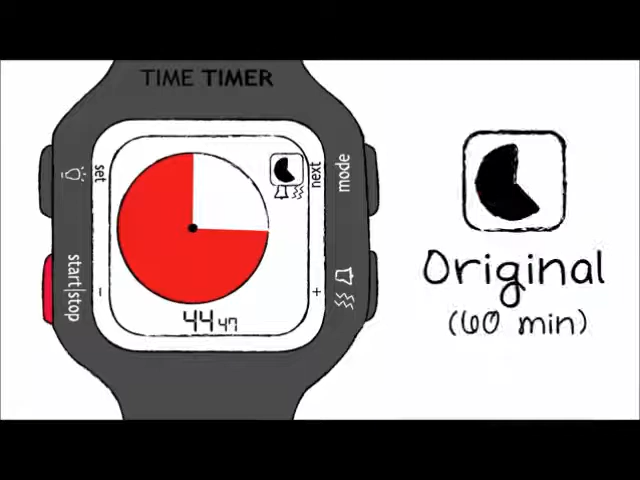 TIME TIMER
set
next
mode
start|stop
-
+
44 47
Original
(60 min)